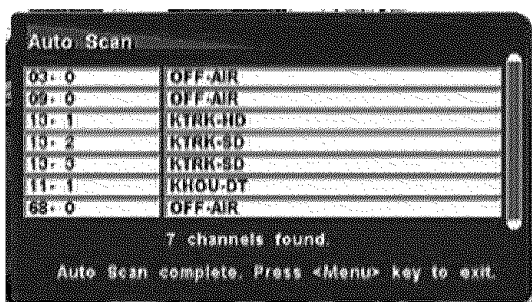 Auto Scan
03- 0 OFF-AIR
09- 0 OFF-AIR
13- 1 KTRK-HD
13- 2 KTRK-SD
13- 3 KTRK-SD
11- 1 KHOU-DT
68- 0 OFF-AIR
7 channels found.
Auto Scan complete. Press <Menu> key to exit.